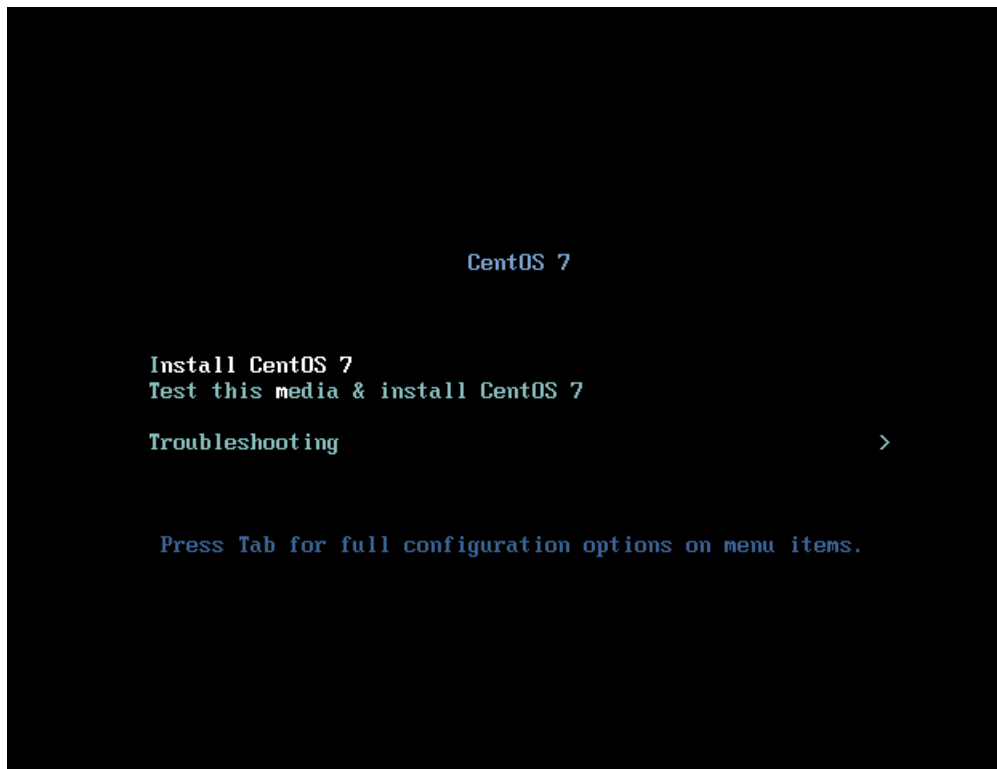 CentOS 7
Install CentOS 7
Test this media & install CentOS 7
Troubleshooting >
Press Tab for full configuration options on menu items.